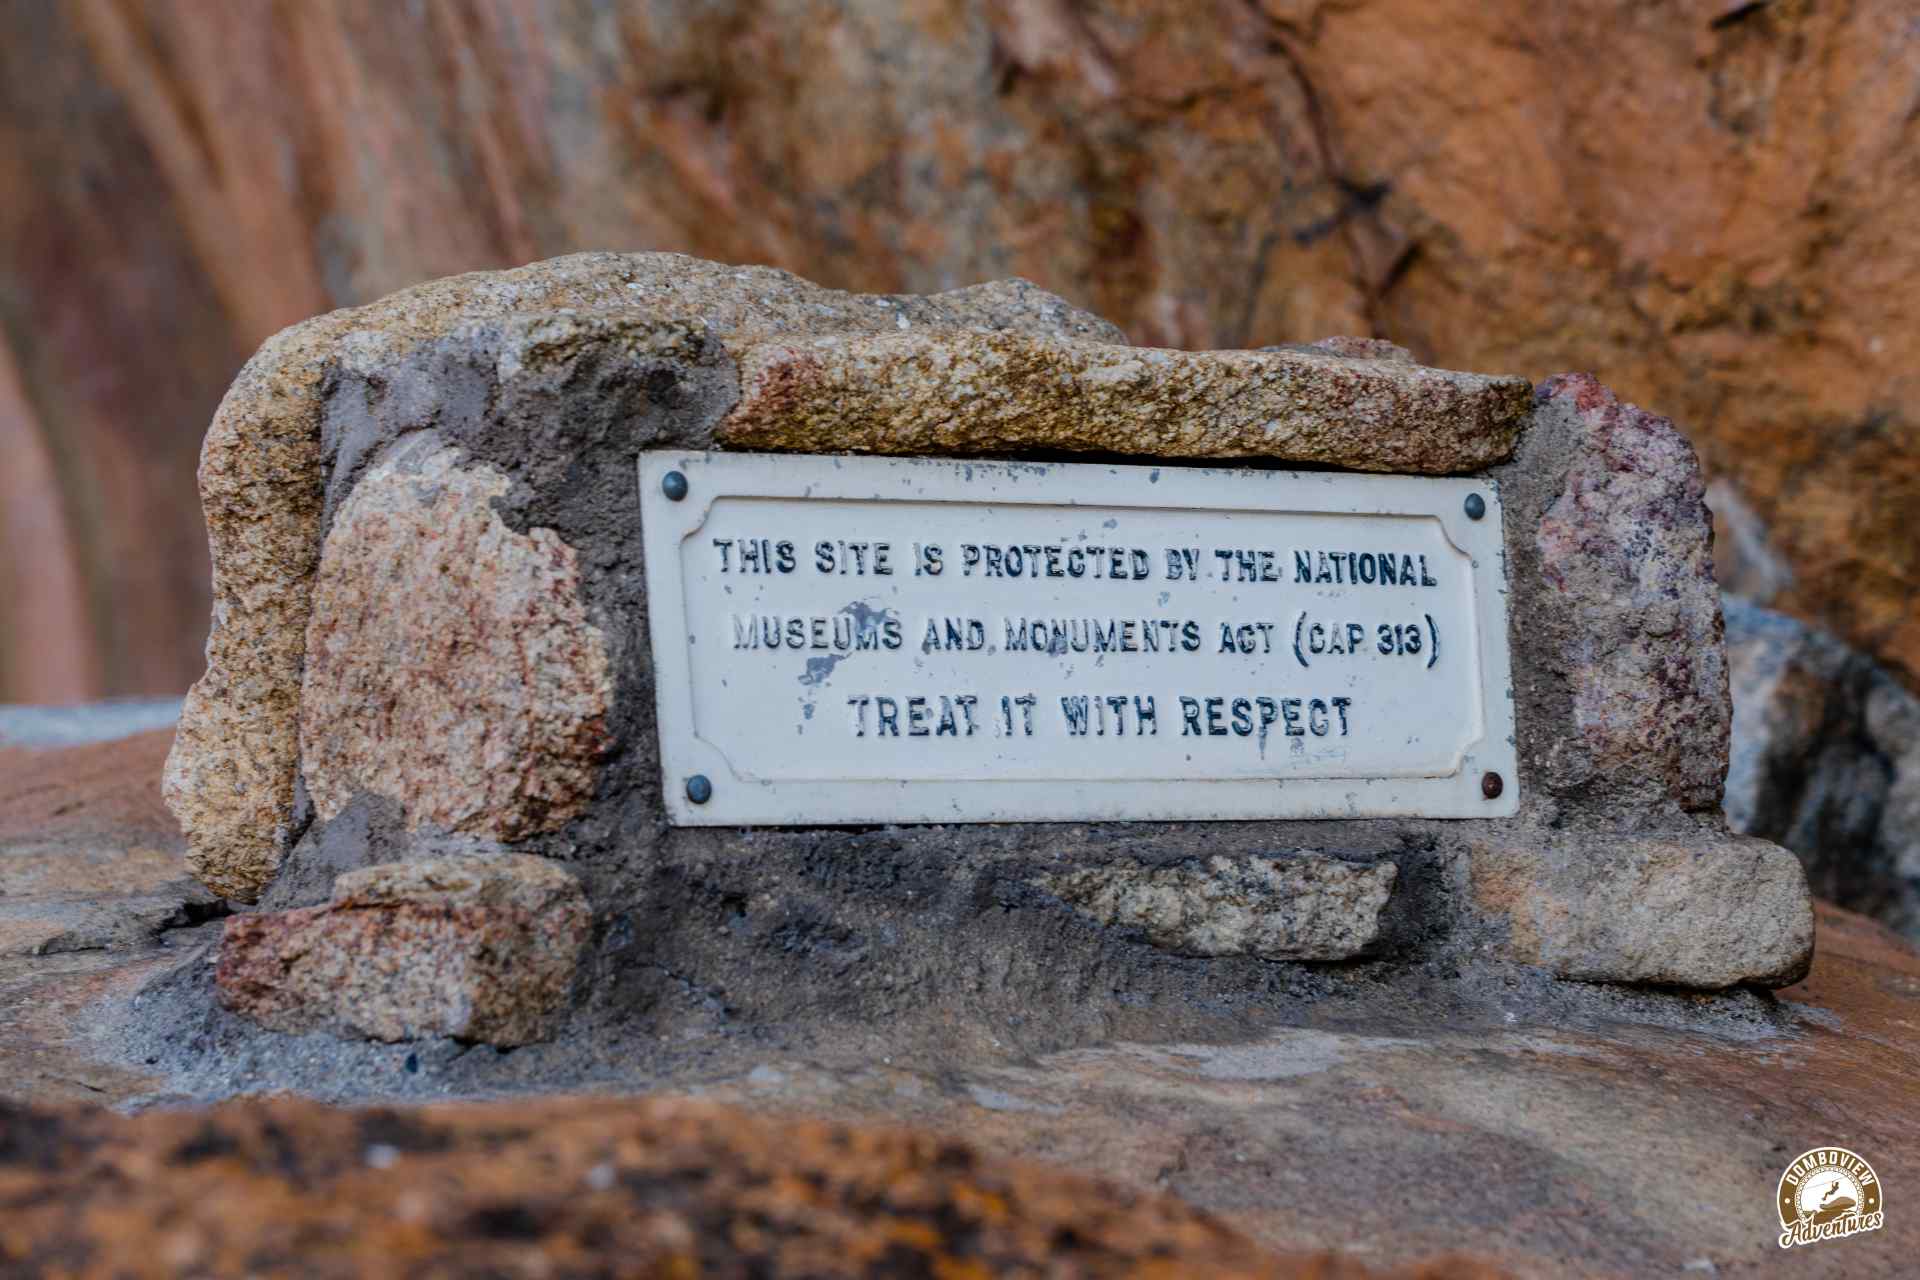 THIS SITE IS PROTECTED BY THE NATIONAL
MUSEUMS AND MONUMENTS ACT (CAP 313)
TREAT IT WITH RESPECT
DOMBOVIEW
Adventures